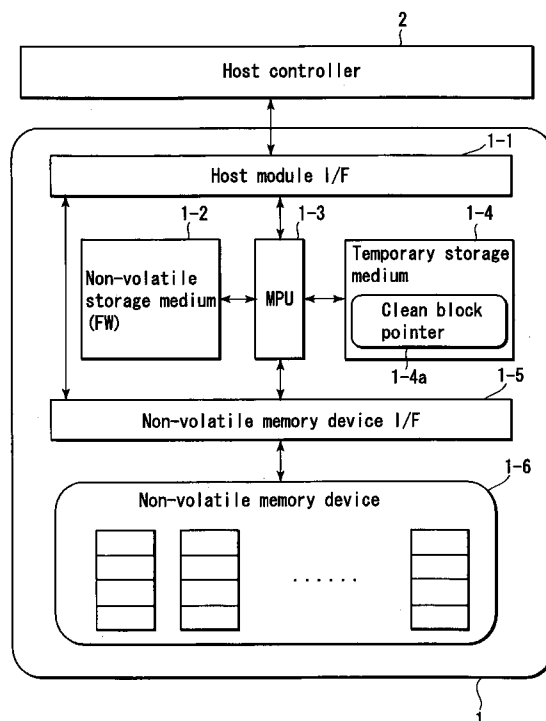 2
Host controller
1-1
Host module I/F
1-2
1-3
1-4
Non-volatile
storage medium
(FW)
MPU
Temporary storage
medium
Clean block
pointer
1-4a
1-5
Non-volatile memory device I/F
1-6
Non-volatile memory device
......
1